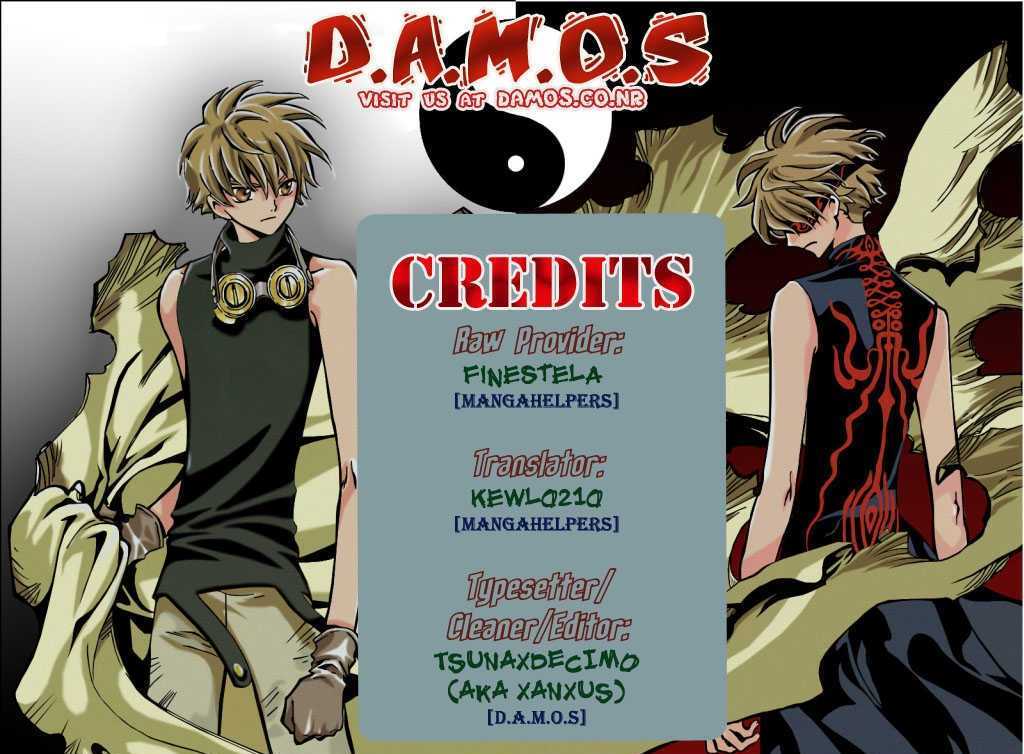 D.A.M.O.S
VISIT US AT DAMOS.CO.NR
CREDITS
Raw Provider:
FINESTELA
[MANGAHELPERS]
Translator:
KEWL0210
[MANGAHELPERS]
Typesetter/
Cleaner/Editor:
TSUNAXDECIMO
(AKA XANXUS)
[D.A.M.O.S]